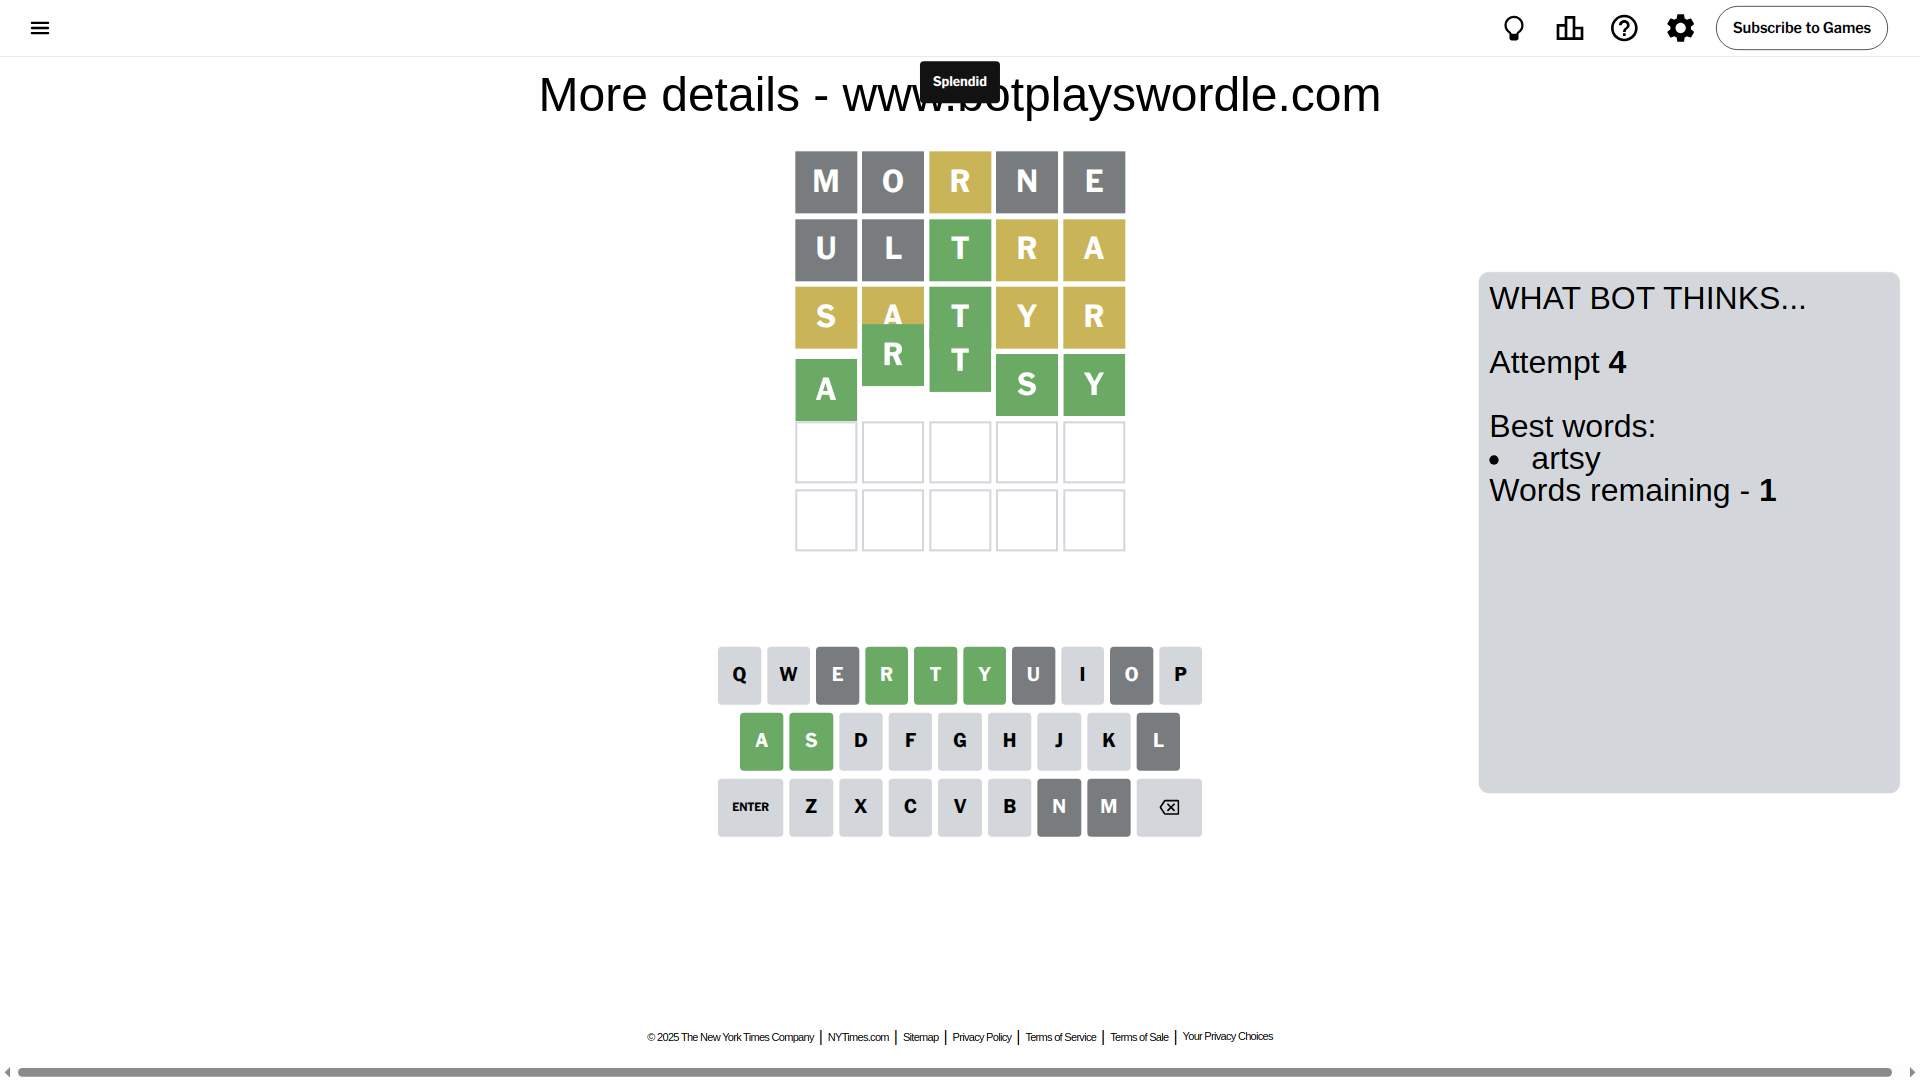 Subscribe to Games
Splendid
More details - www.botplayswordle.com
M O R N E
U L T R A
S A T Y R
A R T S Y
WHAT BOT THINKS...
Attempt 4
Best words:
• artsy
Words remaining - 1
Q W E R T Y U I O P
A S D F G H J K L
ENTER Z X C V B N M
© 2025 The New York Times Company | NYTimes.com | Sitemap | Privacy Policy | Terms of Service | Terms of Sale | Your Privacy Choices